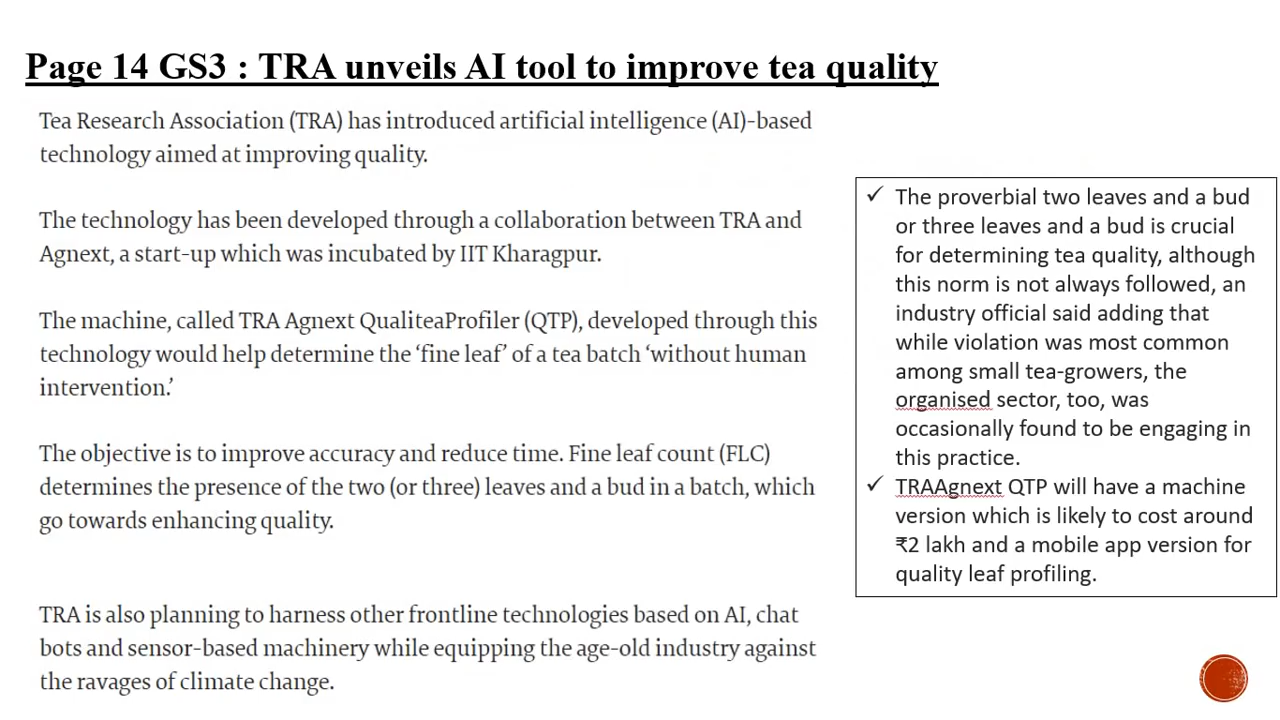 Page 14 GS3 : TRA unveils AI tool to improve tea quality
Tea Research Association (TRA) has introduced artificial intelligence (AI)-based
technology aimed at improving quality.
The technology has been developed through a collaboration between TRA and
Agnext, a start-up which was incubated by IIT Kharagpur.
The machine, called TRA Agnext QualiteaProfiler (QTP), developed through this
technology would help determine the ‘fine leaf’ of a tea batch ‘without human
intervention.’
The objective is to improve accuracy and reduce time. Fine leaf count (FLC)
determines the presence of the two (or three) leaves and a bud in a batch, which
go towards enhancing quality.
TRA is also planning to harness other frontline technologies based on AI, chat
bots and sensor-based machinery while equipping the age-old industry against
the ravages of climate change.
✓ The proverbial two leaves and a bud
or three leaves and a bud is crucial
for determining tea quality, although
this norm is not always followed, an
industry official said adding that
while violation was most common
among small tea-growers, the
organised sector, too, was
occasionally found to be engaging in
this practice.
✓ TRAAgnext QTP will have a machine
version which is likely to cost around
₹2 lakh and a mobile app version for
quality leaf profiling.